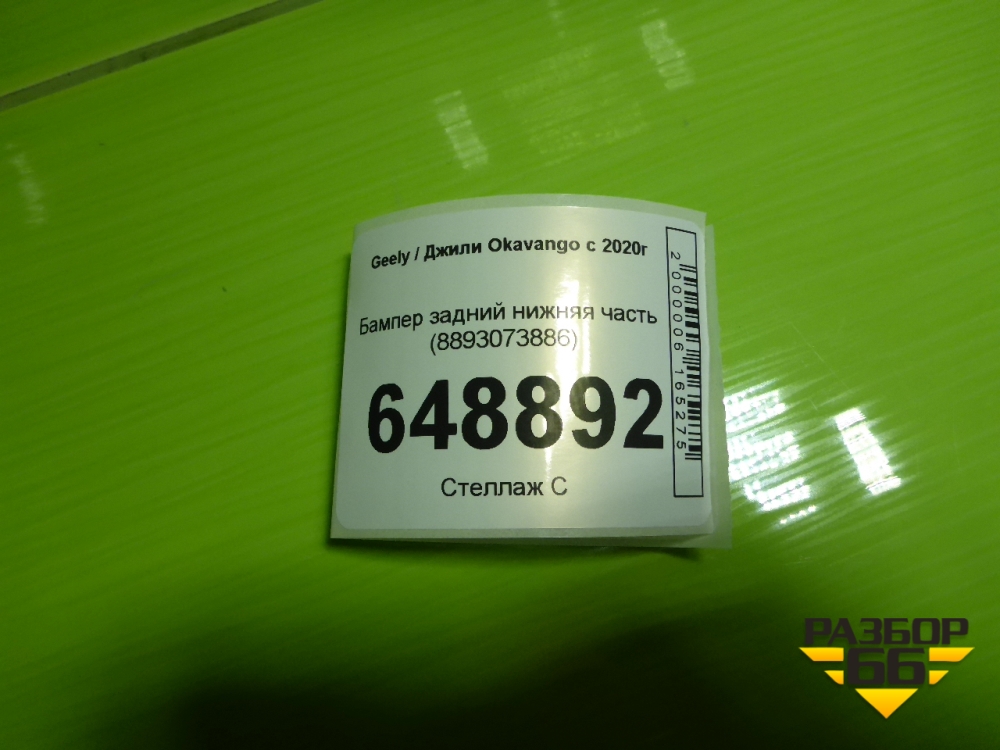 Geely / Джили Okavango с 2020г
Бампер задний нижняя часть
(8893073886)
648892
Стеллаж С
2000006165275
РАЗБОР
66